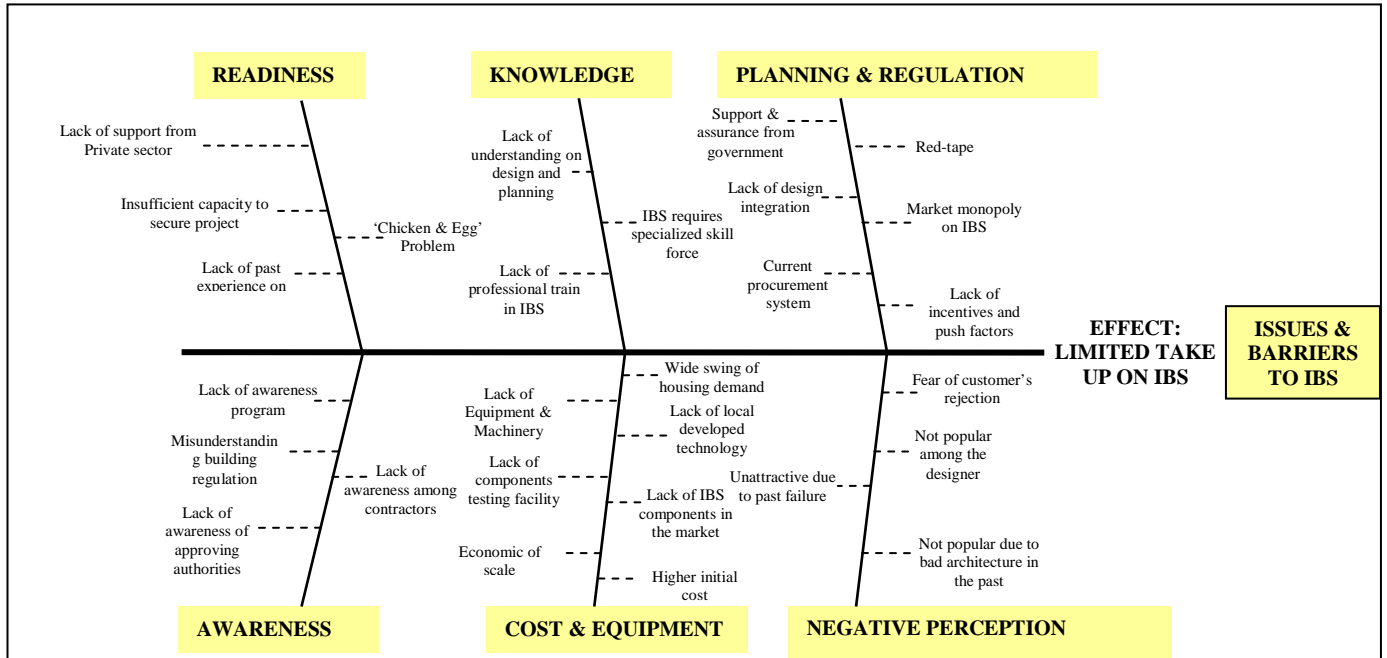 READINESS
KNOWLEDGE
PLANNING & REGULATION
Lack of support from
Private sector
Insufficient capacity to
secure project
‘Chicken & Egg’
Problem
Lack of past
experience on
Lack of
understanding on
design and
planning
IBS requires
specialized skill
force
Lack of
professional train
in IBS
Support &
assurance from
government
Red-tape
Lack of design
integration
Market monopoly
on IBS
Current
procurement
system
Lack of
incentives and
push factors
EFFECT:
LIMITED TAKE
UP ON IBS
ISSUES &
BARRIERS
TO IBS
Lack of awareness
program
Misunderstandin
g building
regulation
Lack of
awareness among
contractors
Lack of
awareness of
approving
authorities
Wide swing of
housing demand
Lack of
Equipment &
Machinery
Lack of local
developed
technology
Lack of
components
testing facility
Lack of IBS
components in
the market
Economic of
scale
Higher initial
cost
Fear of customer’s
rejection
Not popular
among the
designer
Unattractive due
to past failure
Not popular due to
bad architecture in
the past
AWARENESS
COST & EQUIPMENT
NEGATIVE PERCEPTION